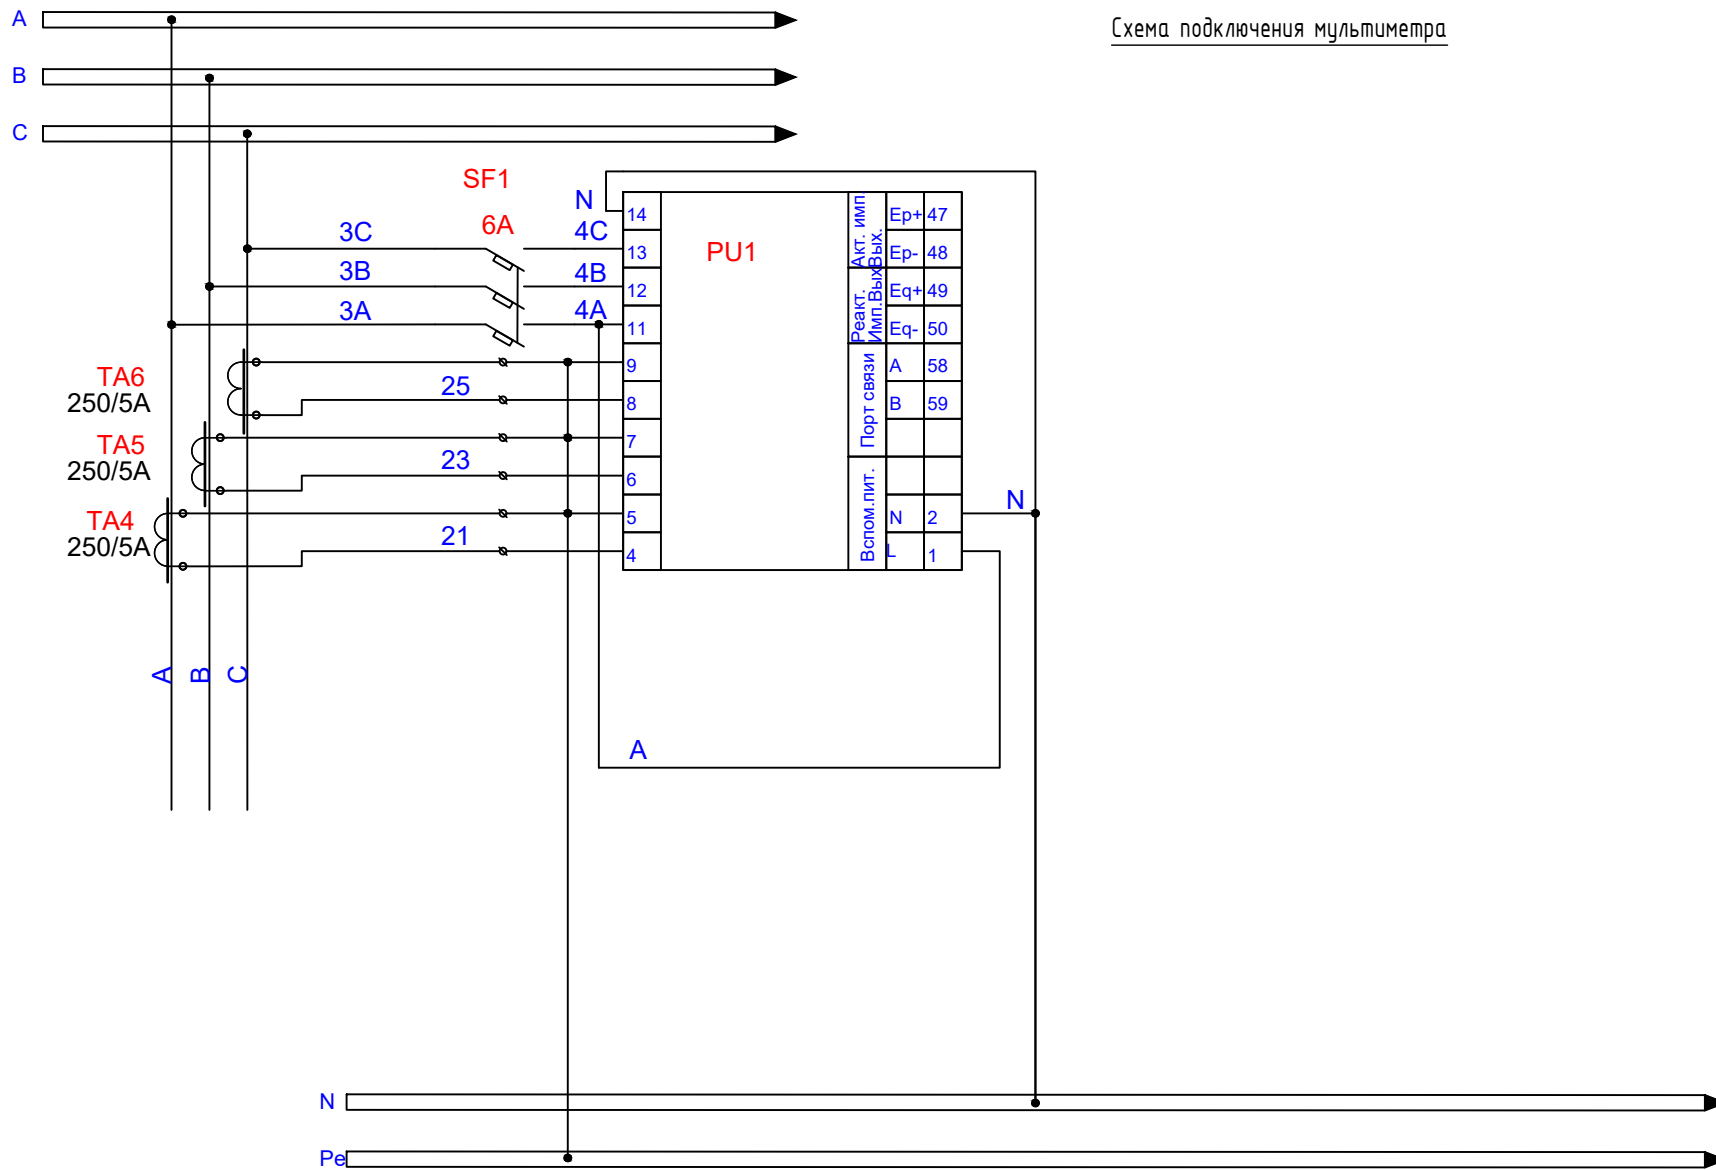 A
Схема подключения мультиметра
B
C
SF1
6A
N
4C
4B
4A
3C
3B
3A
TA6
250/5A
TA5
250/5A
TA4
250/5A
25
23
21
14
13
12
11
9
8
7
6
5
4
PU1
Акт. имп.
Вых.
Реакт.
Имп.Вых
Порт связи
Вспом.пит.
Ep+ 47
Ep- 48
Eq+ 49
Eq- 50
A 58
B 59
N 2
L 1
N
A
B
C
A
N
Pe